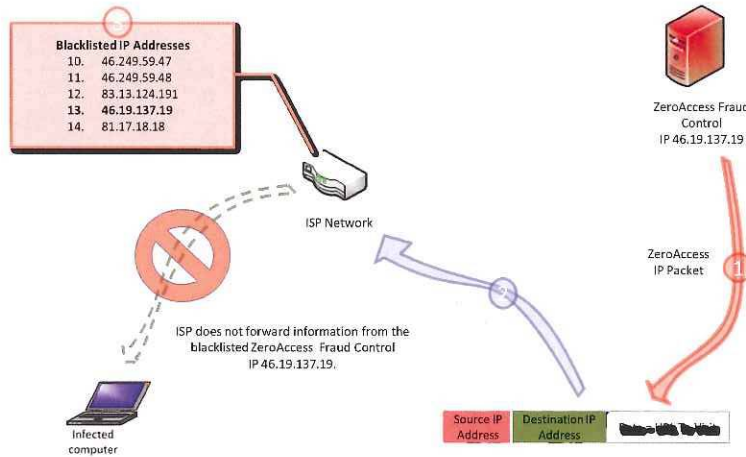 3
Blacklisted IP Addresses
10. 46.249.59.47
11. 46.249.59.48
12. 83.13.124.191
13. 46.19.137.19
14. 81.17.18.18
ZeroAccess Fraud
Control
IP 46.19.137.19
ISP Network
ZeroAccess
IP Packet
1
2
ISP does not forward information from the
blacklisted ZeroAccess Fraud Control
IP 46.19.137.19.
Infected
computer
Source IP
Address
Destination IP
Address